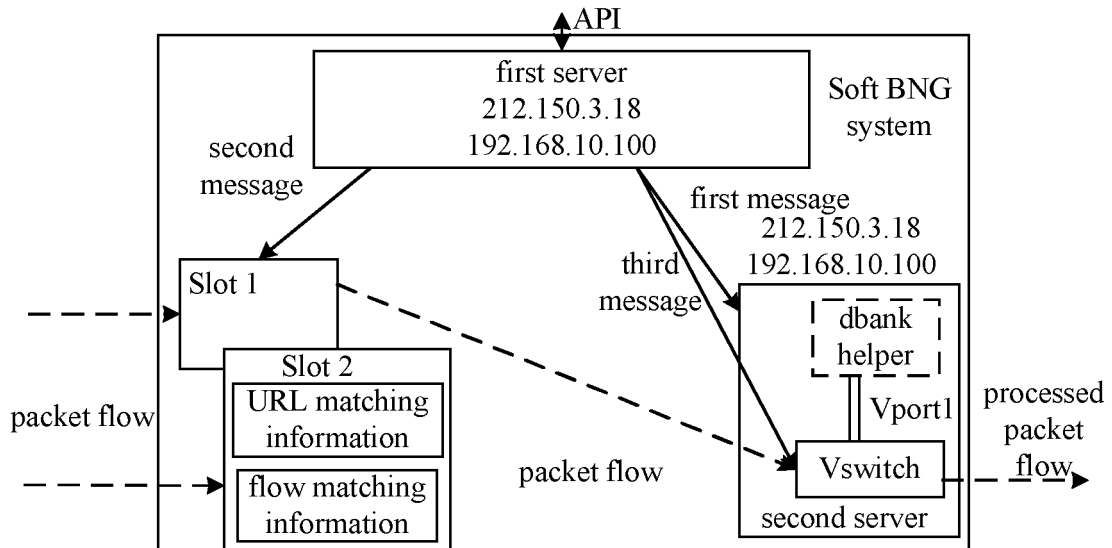 API
first server
212.150.3.18
192.168.10.100
Soft BNG
system
second
message
first message
212.150.3.18
192.168.10.100
third
message
Slot 1
dbank
helper
Slot 2
URL matching
information
flow matching
information
packet flow
packet flow
Vport1
Vswitch
second server
processed
packet
flow